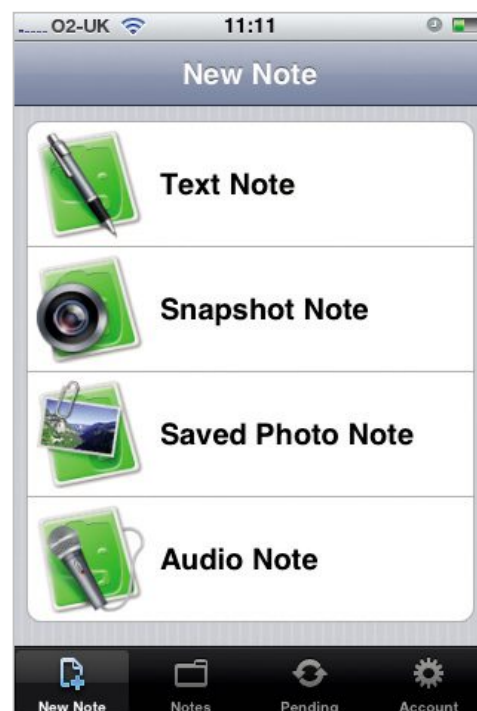 O2-UK 11:11
New Note
Text Note
Snapshot Note
Saved Photo Note
Audio Note
New Note Notes Pending Account